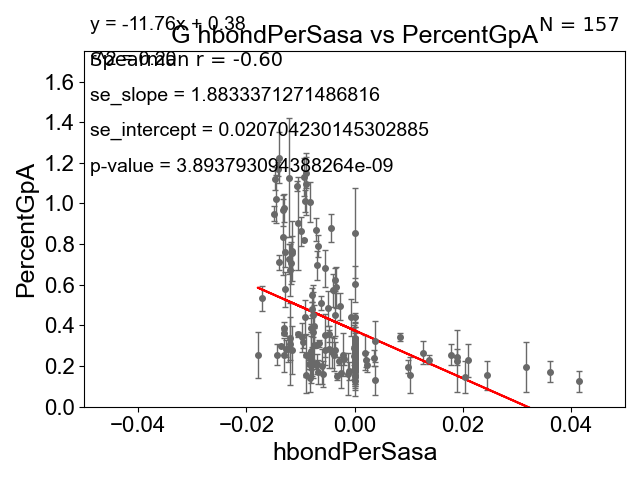 y = -11.76x + 0.38
N = 157
G hbondPerSasa vs PercentGpA
Spearman r = -0.60
se_slope = 1.8833371271486816
se_intercept = 0.020704230145302885
p-value = 3.893793094388264e-09
PercentGpA
1.6
1.4
1.2
1.0
0.8
0.6
0.4
0.2
0.0
−0.04 −0.02 0.00 0.02 0.04
hbondPerSasa